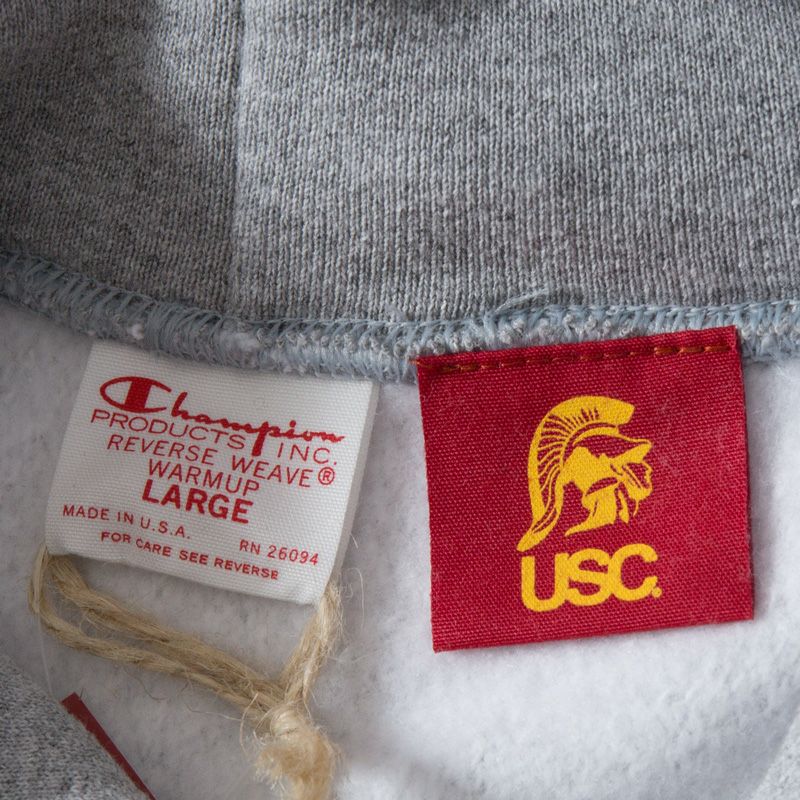 Champion
PRODUCTS INC.
REVERSE WEAVE®
WARMUP
LARGE
MADE IN U.S.A. RN 26094
FOR CARE SEE REVERSE
USC.